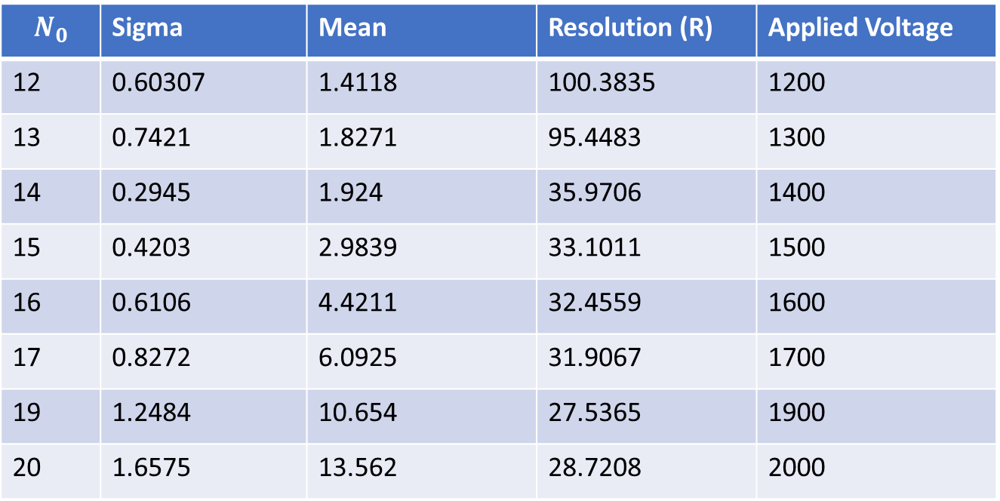 N₀ Sigma Mean Resolution (R) Applied Voltage
12 0.60307 1.4118 100.3835 1200
13 0.7421 1.8271 95.4483 1300
14 0.2945 1.924 35.9706 1400
15 0.4203 2.9839 33.1011 1500
16 0.6106 4.4211 32.4559 1600
17 0.8272 6.0925 31.9067 1700
19 1.2484 10.654 27.5365 1900
20 1.6575 13.562 28.7208 2000